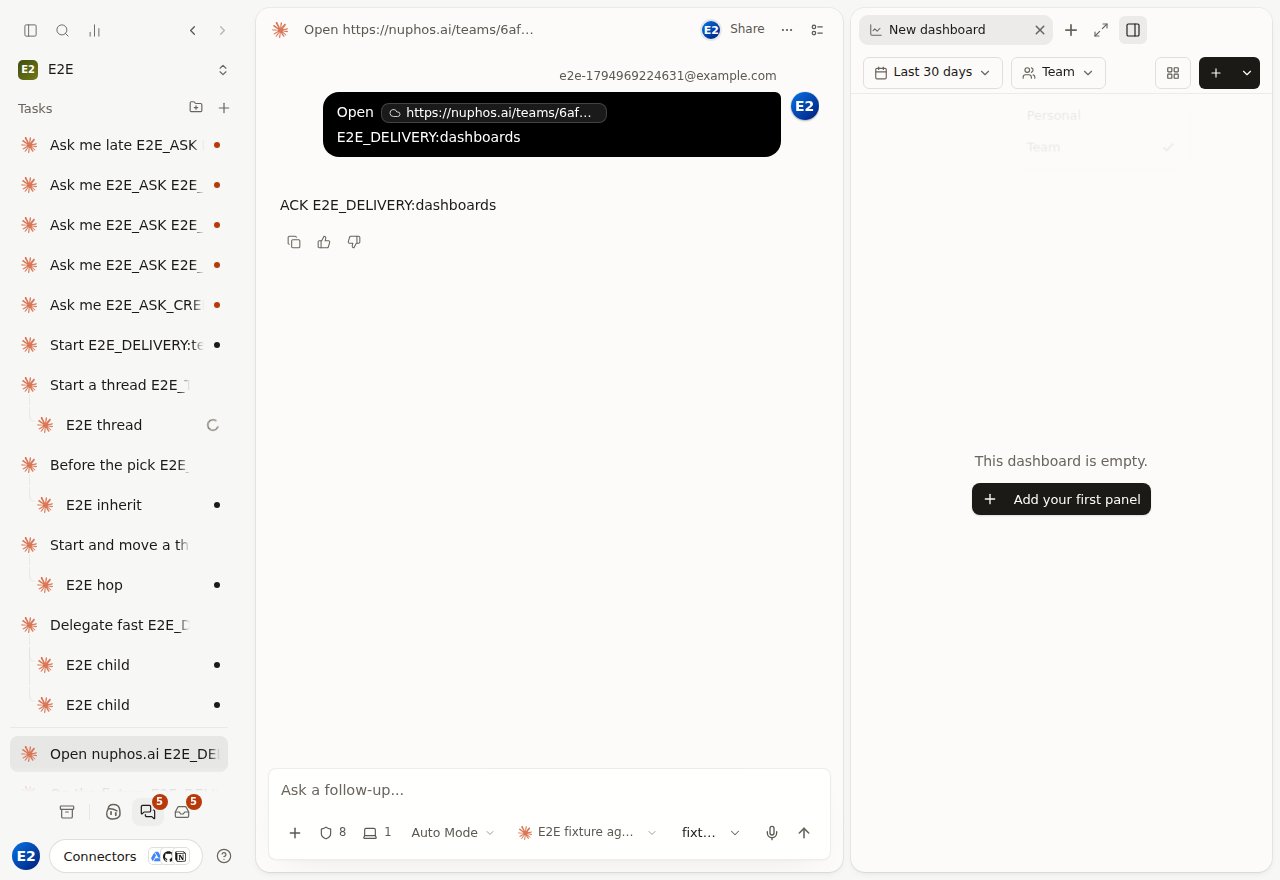 E2 E2E
Tasks
Ask me late E2E_ASK
Ask me E2E_ASK E2E_
Ask me E2E_ASK E2E_
Ask me E2E_ASK E2E_
Ask me E2E_ASK_CRE
Start E2E_DELIVERY:te
Start a thread E2E_T
E2E thread
Before the pick E2E_
E2E inherit
Start and move a th
E2E hop
Delegate fast E2E_D
E2E child
E2E child
Open nuphos.ai E2E_DE
5 5
E2 Connectors
Open https://nuphos.ai/teams/6af...
E2 Share
e2e-1794969224631@example.com
Open https://nuphos.ai/teams/6af...
E2E_DELIVERY:dashboards
E2
ACK E2E_DELIVERY:dashboards
Ask a follow-up...
8 1 Auto Mode E2E fixture ag... fixt...
New dashboard
Last 30 days Team
Personal
Team
This dashboard is empty.
Add your first panel